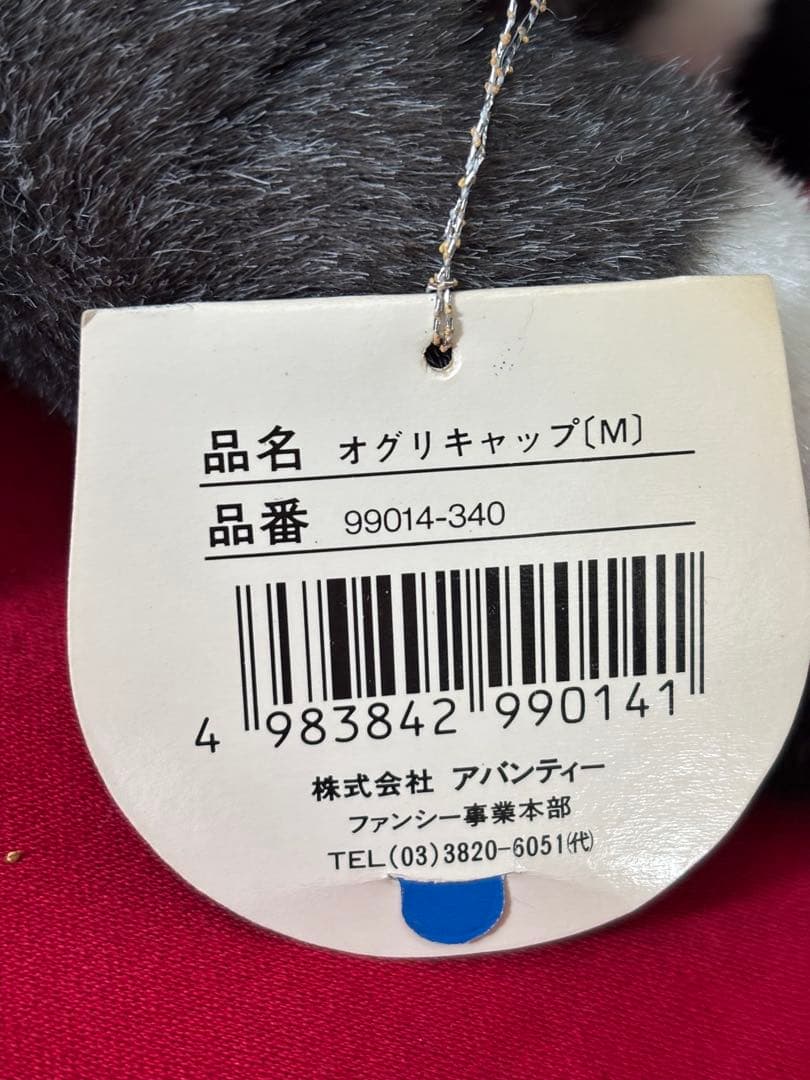 品名 オグリキャップ〔M〕
品番 99014-340
4 983842 990141
株式会社 アバンティー
ファンシー事業本部
TEL(03)3820-6051㈹